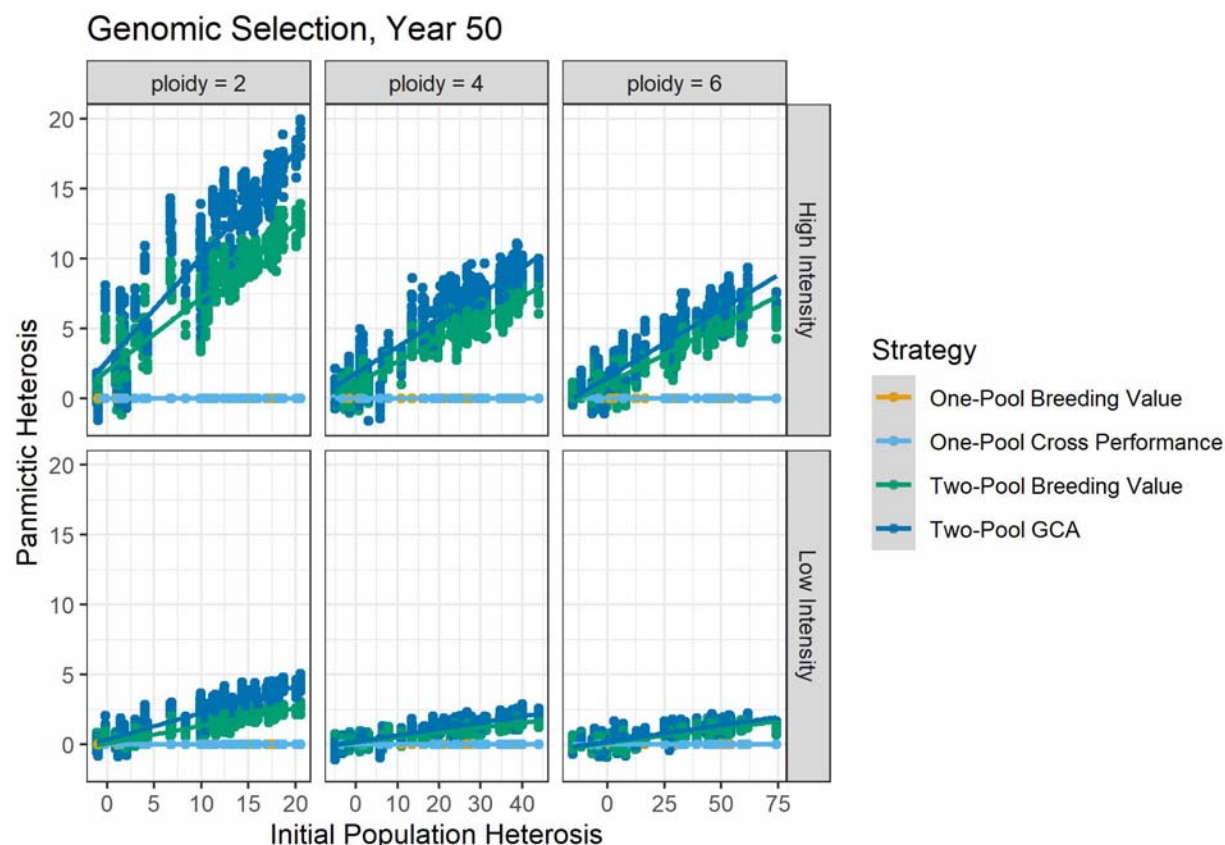 Genomic Selection, Year 50
ploidy = 2
ploidy = 4
ploidy = 6
20
15
10
5
0
High Intensity
20
15
10
5
0
Low Intensity
Panmictic Heterosis
0 5 10 15 20
0 10 20 30 40
0 25 50 75
Initial Population Heterosis
Strategy
One-Pool Breeding Value
One-Pool Cross Performance
Two-Pool Breeding Value
Two-Pool GCA